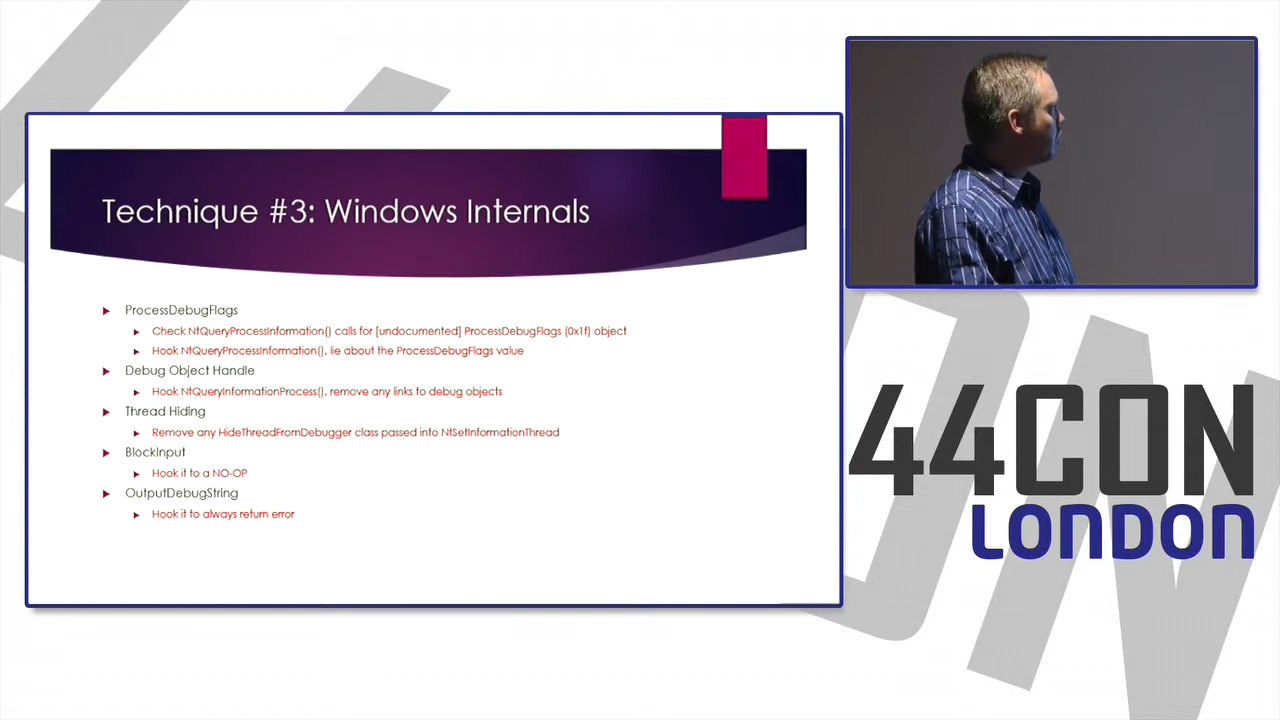 Technique #3: Windows Internals
ProcessDebugFlags
Check NtQueryProcessInformation() calls for [undocumented] ProcessDebugFlags (0x1f) object
Hook NtQueryProcessInformation(), lie about the ProcessDebugFlags value
Debug Object Handle
Hook NtQueryInformationProcess(), remove any links to debug objects
Thread Hiding
Remove any HideThreadFromDebugger class passed into NtSetInformationThread
BlockInput
Hook it to a NO-OP
OutputDebugString
Hook it to always return error
44CON
LONDON